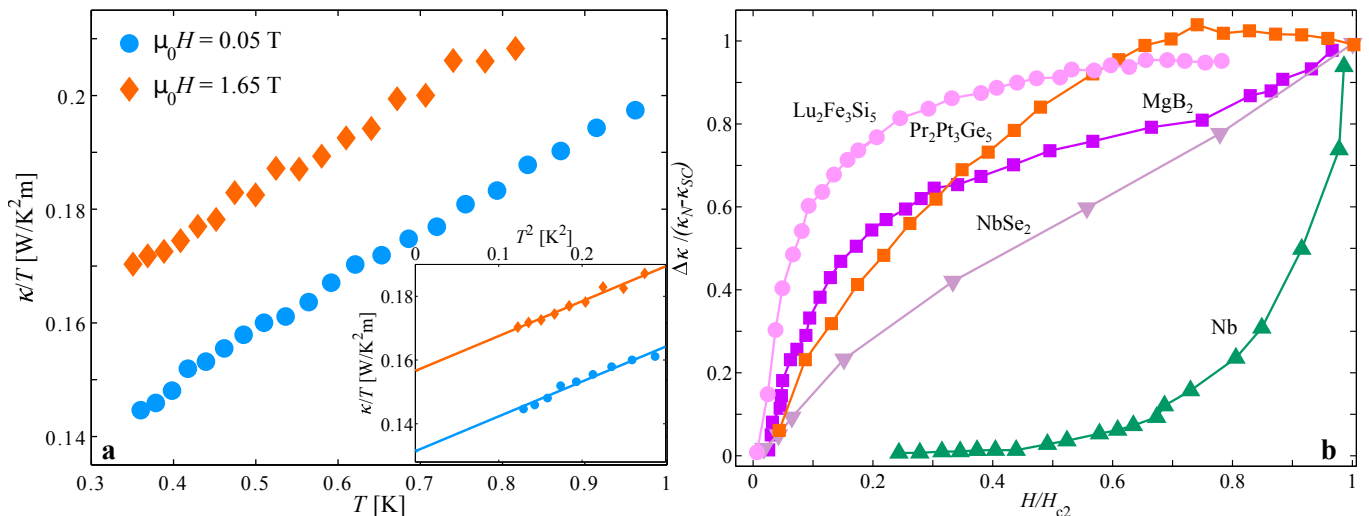 μ₀H = 0.05 T
μ₀H = 1.65 T
κ/T [W/K²m]
0.2
0.18
0.16
0.14
0.3
0.4
0.5
0.6
0.7
0.8
0.9
1
T [K]
a
T² [K²]
0
0.1
0.2
κ/T [W/K²m]
0.18
0.16
0.14
Δκ /(κN-κSC)
1
0.8
0.6
0.4
0.2
0
Lu₂Fe₃Si₅
Pr₂Pt₃Ge₅
MgB₂
NbSe₂
Nb
b
0
0.2
0.4
0.6
0.8
1
H/Hc2